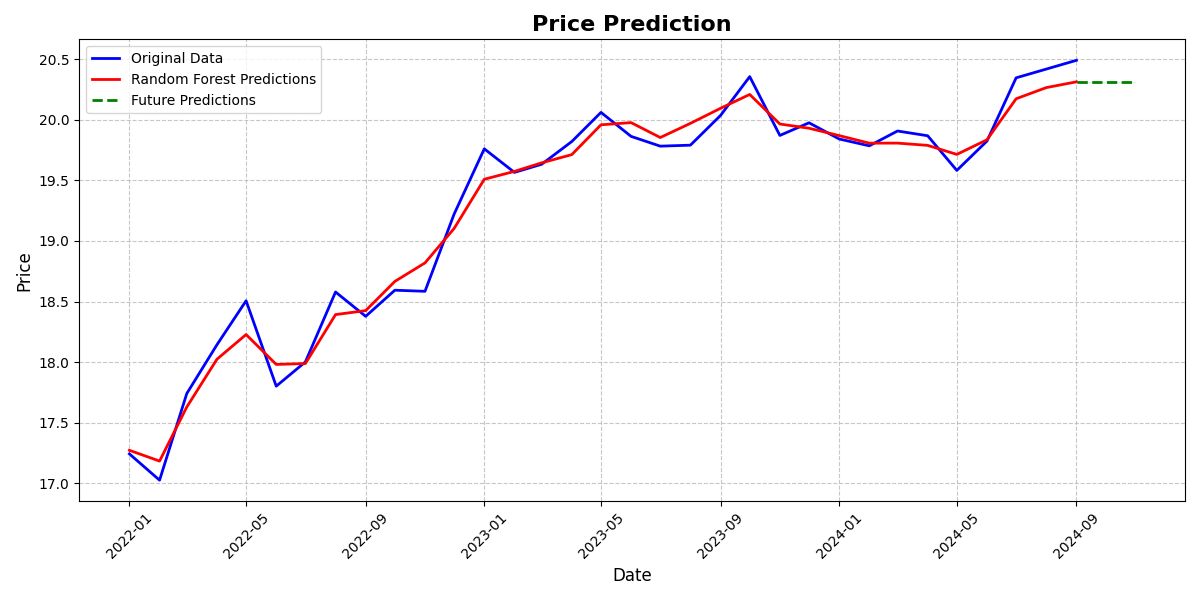 Price Prediction
Original Data
Random Forest Predictions
Future Predictions
Price
20.5
20.0
19.5
19.0
18.5
18.0
17.5
17.0
2022-01
2022-05
2022-09
2023-01
2023-05
2023-09
2024-01
2024-05
2024-09
Date